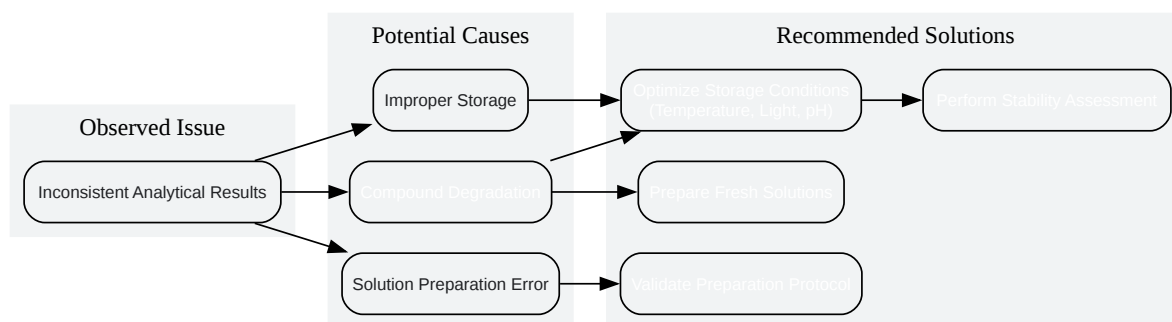 Potential Causes
Recommended Solutions
Observed Issue
Improper Storage
Optimize Storage Conditions
(Temperature, Light, pH)
Perform Stability Assessment
Inconsistent Analytical Results
Compound Degradation
Prepare Fresh Solutions
Solution Preparation Error
Validate Preparation Protocol